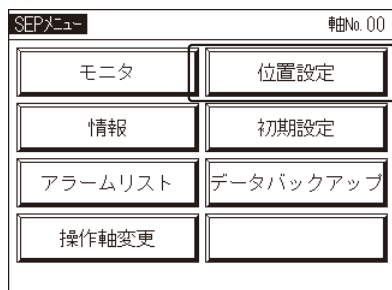 SEPメニュー 軸No. 00
モニタ 位置設定
情報 初期設定
アラームリスト データバックアップ
操作軸変更